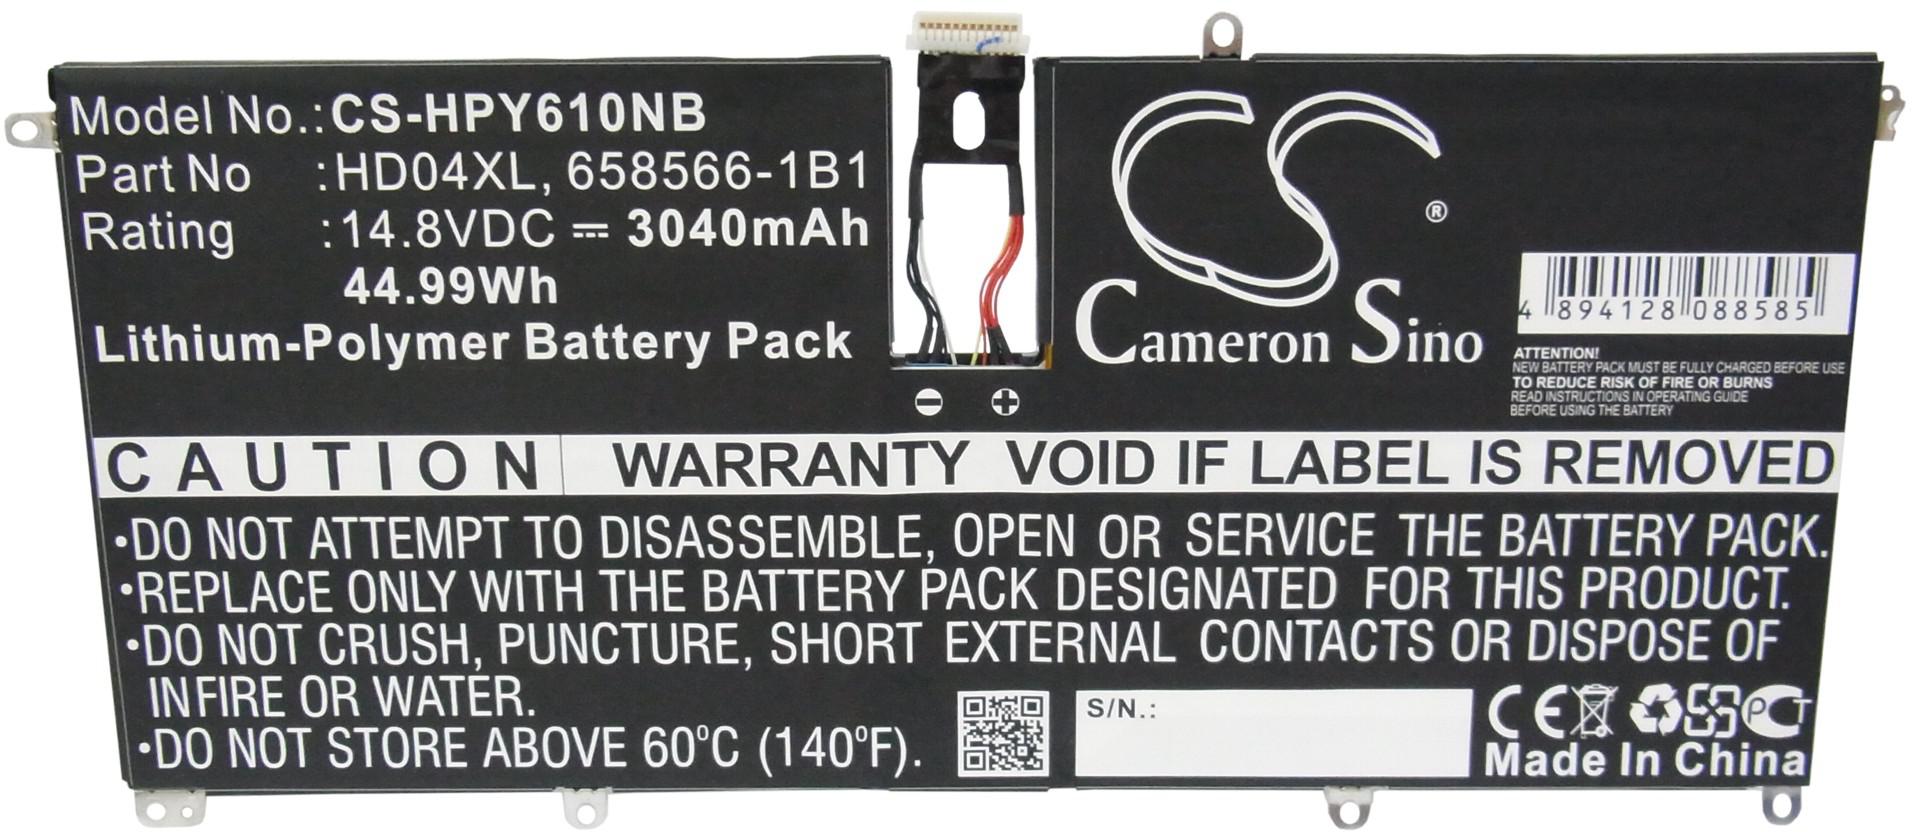 Model No.:CS-HPY610NB
Part No :HD04XL, 658566-1B1
Rating :14.8VDC ⎓ 3040mAh
44.99Wh
Lithium-Polymer Battery Pack
CS
®
Cameron Sino
4 894128 088585
ATTENTION!
NEW BATTERY PACK MUST BE FULLY CHARGED BEFORE USE
TO REDUCE RISK OF FIRE OR BURNS
READ INSTRUCTIONS IN OPERATING GUIDE
BEFORE USING THE BATTERY
CAUTION WARRANTY VOID IF LABEL IS REMOVED
•DO NOT ATTEMPT TO DISASSEMBLE, OPEN OR SERVICE THE BATTERY PACK.
•REPLACE ONLY WITH THE BATTERY PACK DESIGNATED FOR THIS PRODUCT.
•DO NOT CRUSH, PUNCTURE, SHORT EXTERNAL CONTACTS OR DISPOSE OF
INFIRE OR WATER.
•DO NOT STORE ABOVE 60°C (140°F).
S/N.:
CE PCT
Made In China